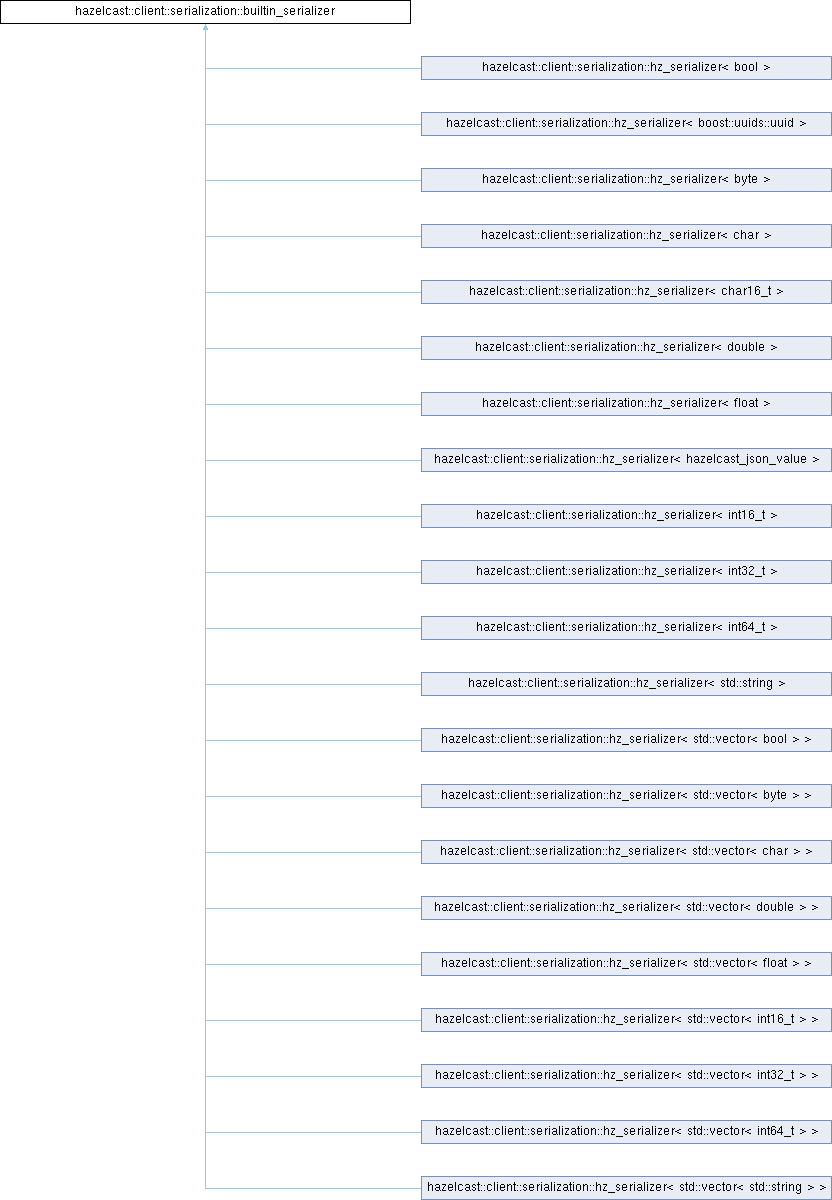 hazelcast::client::serialization::builtin_serializer
hazelcast::client::serialization::hz_serializer< bool >
hazelcast::client::serialization::hz_serializer< boost::uuids::uuid >
hazelcast::client::serialization::hz_serializer< byte >
hazelcast::client::serialization::hz_serializer< char >
hazelcast::client::serialization::hz_serializer< char16_t >
hazelcast::client::serialization::hz_serializer< double >
hazelcast::client::serialization::hz_serializer< float >
hazelcast::client::serialization::hz_serializer< hazelcast_json_value >
hazelcast::client::serialization::hz_serializer< int16_t >
hazelcast::client::serialization::hz_serializer< int32_t >
hazelcast::client::serialization::hz_serializer< int64_t >
hazelcast::client::serialization::hz_serializer< std::string >
hazelcast::client::serialization::hz_serializer< std::vector< bool > >
hazelcast::client::serialization::hz_serializer< std::vector< byte > >
hazelcast::client::serialization::hz_serializer< std::vector< char > >
hazelcast::client::serialization::hz_serializer< std::vector< double > >
hazelcast::client::serialization::hz_serializer< std::vector< float > >
hazelcast::client::serialization::hz_serializer< std::vector< int16_t > >
hazelcast::client::serialization::hz_serializer< std::vector< int32_t > >
hazelcast::client::serialization::hz_serializer< std::vector< int64_t > >
hazelcast::client::serialization::hz_serializer< std::vector< std::string > >